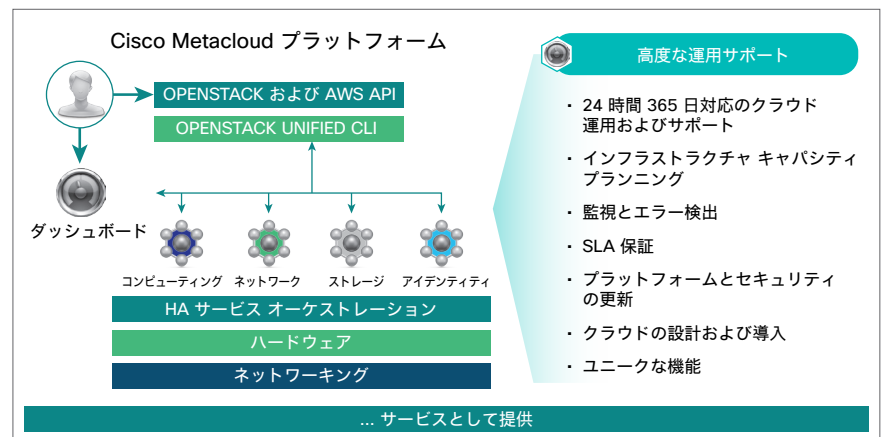 Cisco Metacloud プラットフォーム
OPENSTACK および AWS API
OPENSTACK UNIFIED CLI
ダッシュボード
コンピューティング
ネットワーク
ストレージ
アイデンティティ
HA サービス オーケストレーション
ハードウェア
ネットワーキング
高度な運用サポート
・ 24 時間 365 日対応のクラウド
運用およびサポート
・ インフラストラクチャ キャパシティ
プランニング
・ 監視とエラー検出
・ SLA 保証
・ プラットフォームとセキュリティ
の更新
・ クラウドの設計および導入
・ ユニークな機能
... サービスとして提供